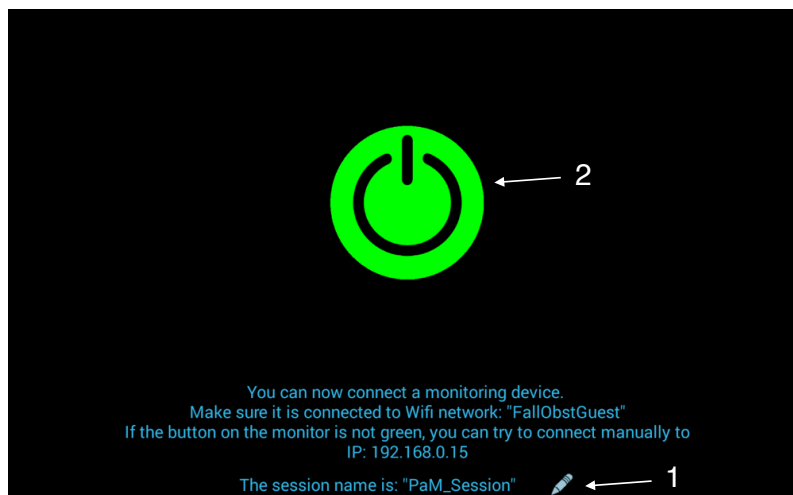 2
You can now connect a monitoring device.
Make sure it is connected to Wifi network: "FallObstGuest"
If the button on the monitor is not green, you can try to connect manually to
IP: 192.168.0.15
The session name is: "PaM_Session" 1